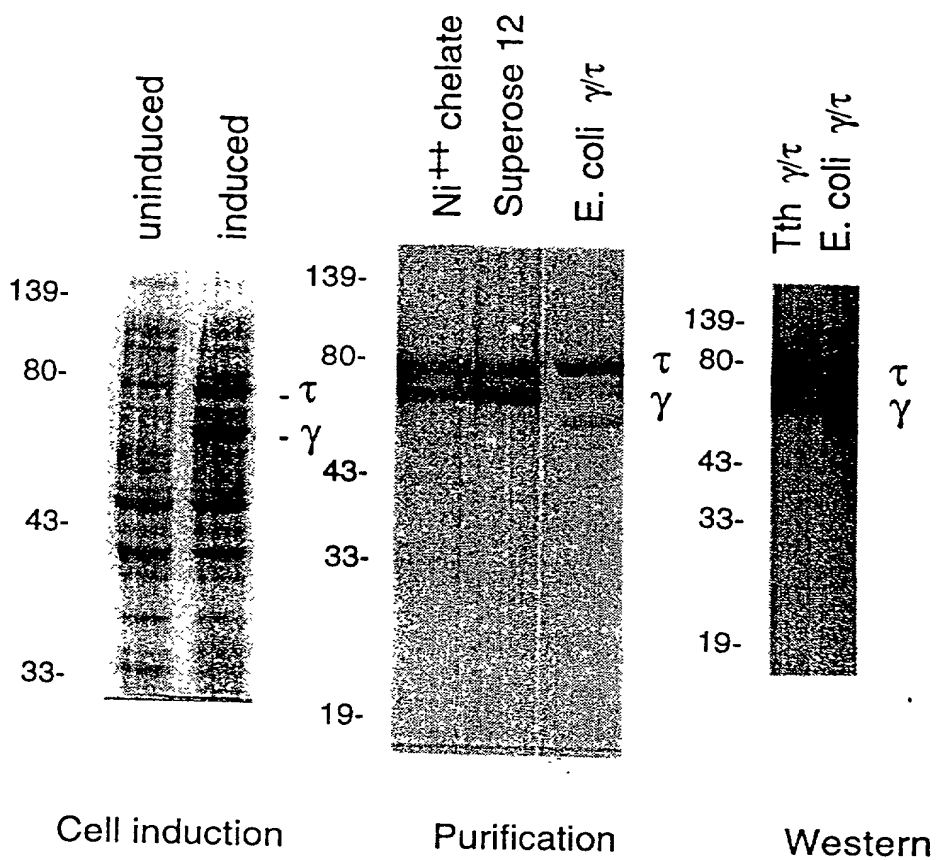 uninduced
induced
139-
80-
43-
33-
- τ
- γ
Cell induction
Ni++ chelate
Superose 12
E. coli γ/τ
139-
80-
43-
33-
19-
τ
γ
Purification
Tth γ/τ
E. coli γ/τ
139-
80-
43-
33-
19-
τ
γ
Western